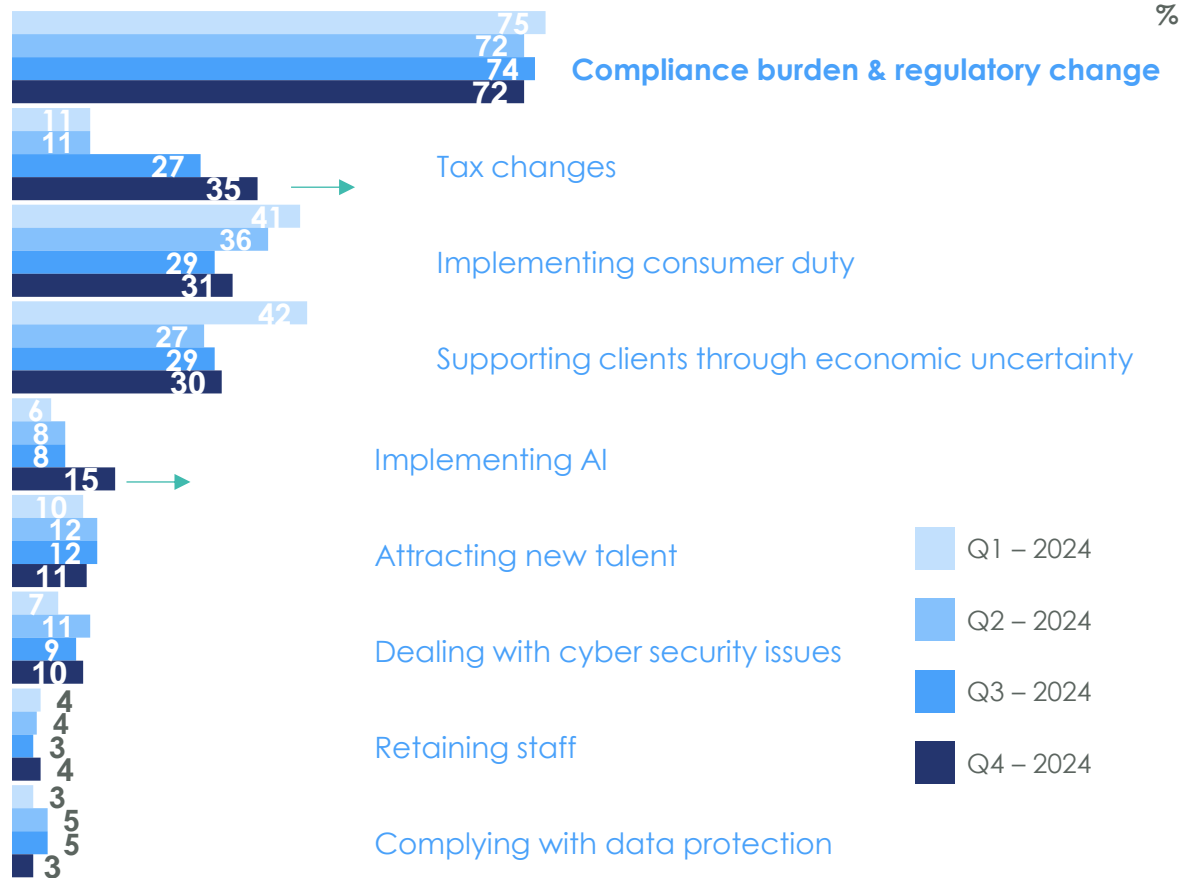 %
75
72
74
72
Compliance burden & regulatory change
11
11
27
35
Tax changes
41
36
29
31
Implementing consumer duty
42
27
29
30
Supporting clients through economic uncertainty
6
8
8
15
Implementing AI
10
12
12
11
Attracting new talent
7
11
9
10
Dealing with cyber security issues
4
4
3
4
Retaining staff
3
5
5
3
Complying with data protection
Q1 – 2024
Q2 – 2024
Q3 – 2024
Q4 – 2024